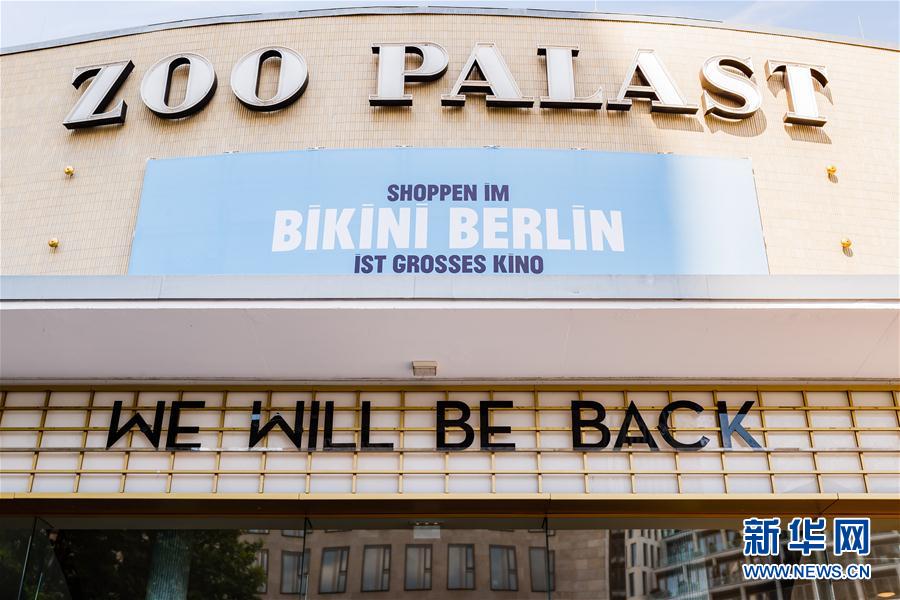 ZOO PALAST
SHOPPEN IM
BIKINI BERLIN
IST GROSSES KINO
WE WILL BE BACK
新华网
WWW.NEWS.CN